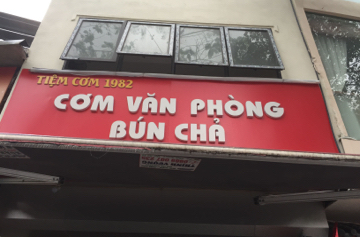 TIỆM CƠM 1982
CƠM VĂN PHÒNG
BÚN CHẢ